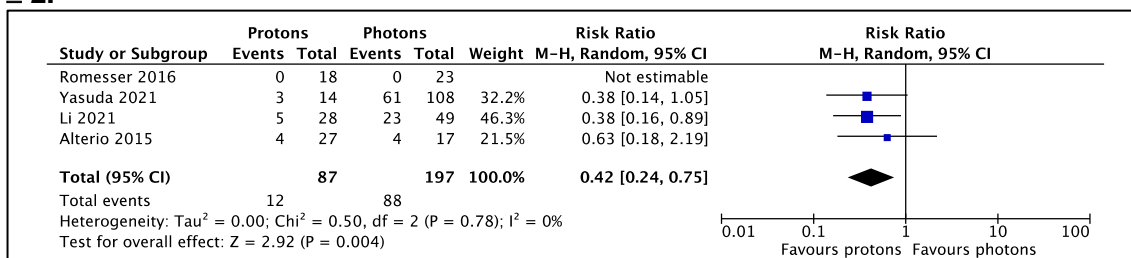 Protons Photons Risk Ratio Risk Ratio
Study or Subgroup Events Total Events Total Weight M-H, Random, 95% CI M-H, Random, 95% CI
Romesser 2016 0 18 0 23 Not estimable
Yasuda 2021 3 14 61 108 32.2% 0.38 [0.14, 1.05]
Li 2021 5 28 23 49 46.3% 0.38 [0.16, 0.89]
Alterio 2015 4 27 4 17 21.5% 0.63 [0.18, 2.19]
Total (95% CI) 87 197 100.0% 0.42 [0.24, 0.75]
Total events 12 88
Heterogeneity: Tau² = 0.00; Chi² = 0.50, df = 2 (P = 0.78); I² = 0%
Test for overall effect: Z = 2.92 (P = 0.004)
0.01 0.1 1 10 100
Favours protons Favours photons